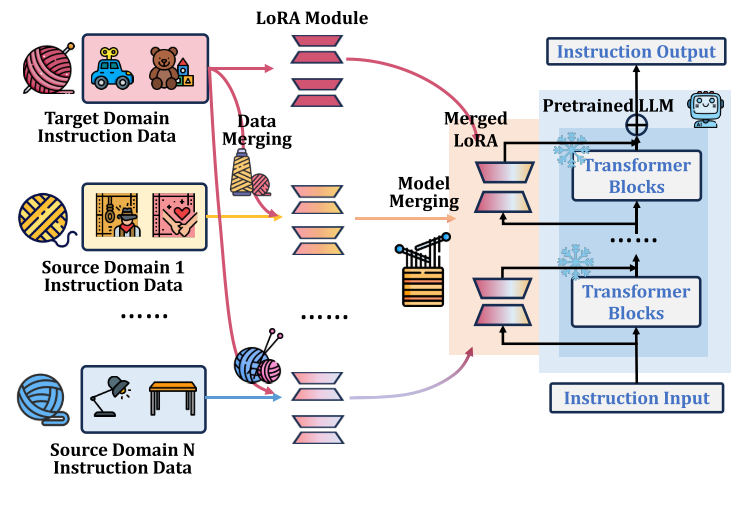 LoRA Module
Target Domain
Instruction Data
Data
Merging
Source Domain 1
Instruction Data
......
Source Domain N
Instruction Data
......
Model
Merging
Merged
LoRA
Instruction Output
Pretrained LLM
Transformer
Blocks
......
Transformer
Blocks
Instruction Input